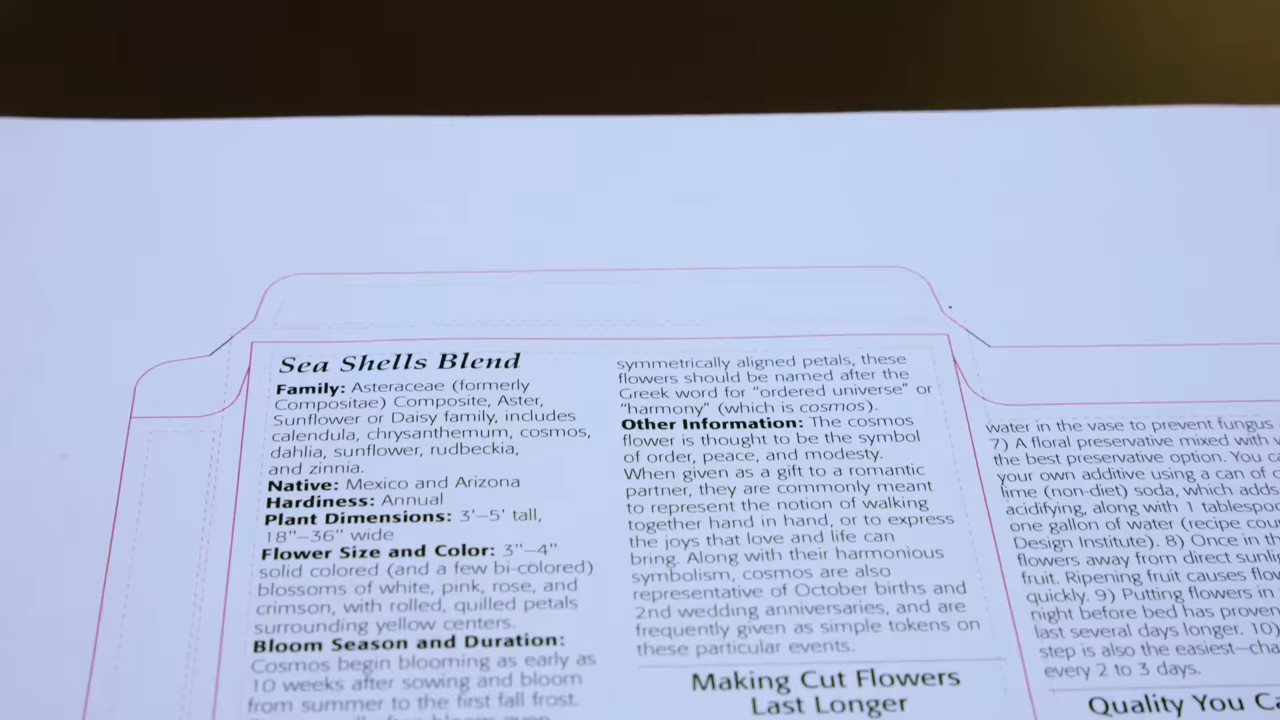 Sea Shells Blend
Family: Asteraceae (formerly
Compositae) Composite, Aster,
Sunflower or Daisy family, includes
calendula, chrysanthemum, cosmos,
dahlia, sunflower, rudbeckia,
and zinnia.
Native: Mexico and Arizona
Hardiness: Annual
Plant Dimensions: 3'–5' tall,
18"–36" wide
Flower Size and Color: 3"–4"
solid colored (and a few bi-colored)
blossoms of white, pink, rose, and
crimson, with rolled, quilled petals
surrounding yellow centers.
Bloom Season and Duration:
Cosmos begin blooming as early as
10 weeks after sowing and bloom
from summer to the first fall frost.
symmetrically aligned petals, these
flowers should be named after the
Greek word for “ordered universe” or
“harmony” (which is cosmos).
Other Information: The cosmos
flower is thought to be the symbol
of order, peace, and modesty.
When given as a gift to a romantic
partner, they are commonly meant
to represent the notion of walking
together hand in hand, or to express
the joys that love and life can
bring. Along with their harmonious
symbolism, cosmos are also
representative of October births and
2nd wedding anniversaries, and are
frequently given as simple tokens on
these particular events.
Making Cut Flowers
Last Longer
water in the vase to prevent fungus
7) A floral preservative mixed with
the best preservative option. You
your own additive using a can of
lime (non-diet) soda, which adds
acidifying, along with 1
one gallon of water (recipe
Design Institute). 8) Once in
flowers away from direct
fruit. Ripening fruit causes
quickly. 9) Putting flowers in
night before bed has proven
last several days longer. 10)
step is also the easiest—
every 2 to 3 days.
Quality You